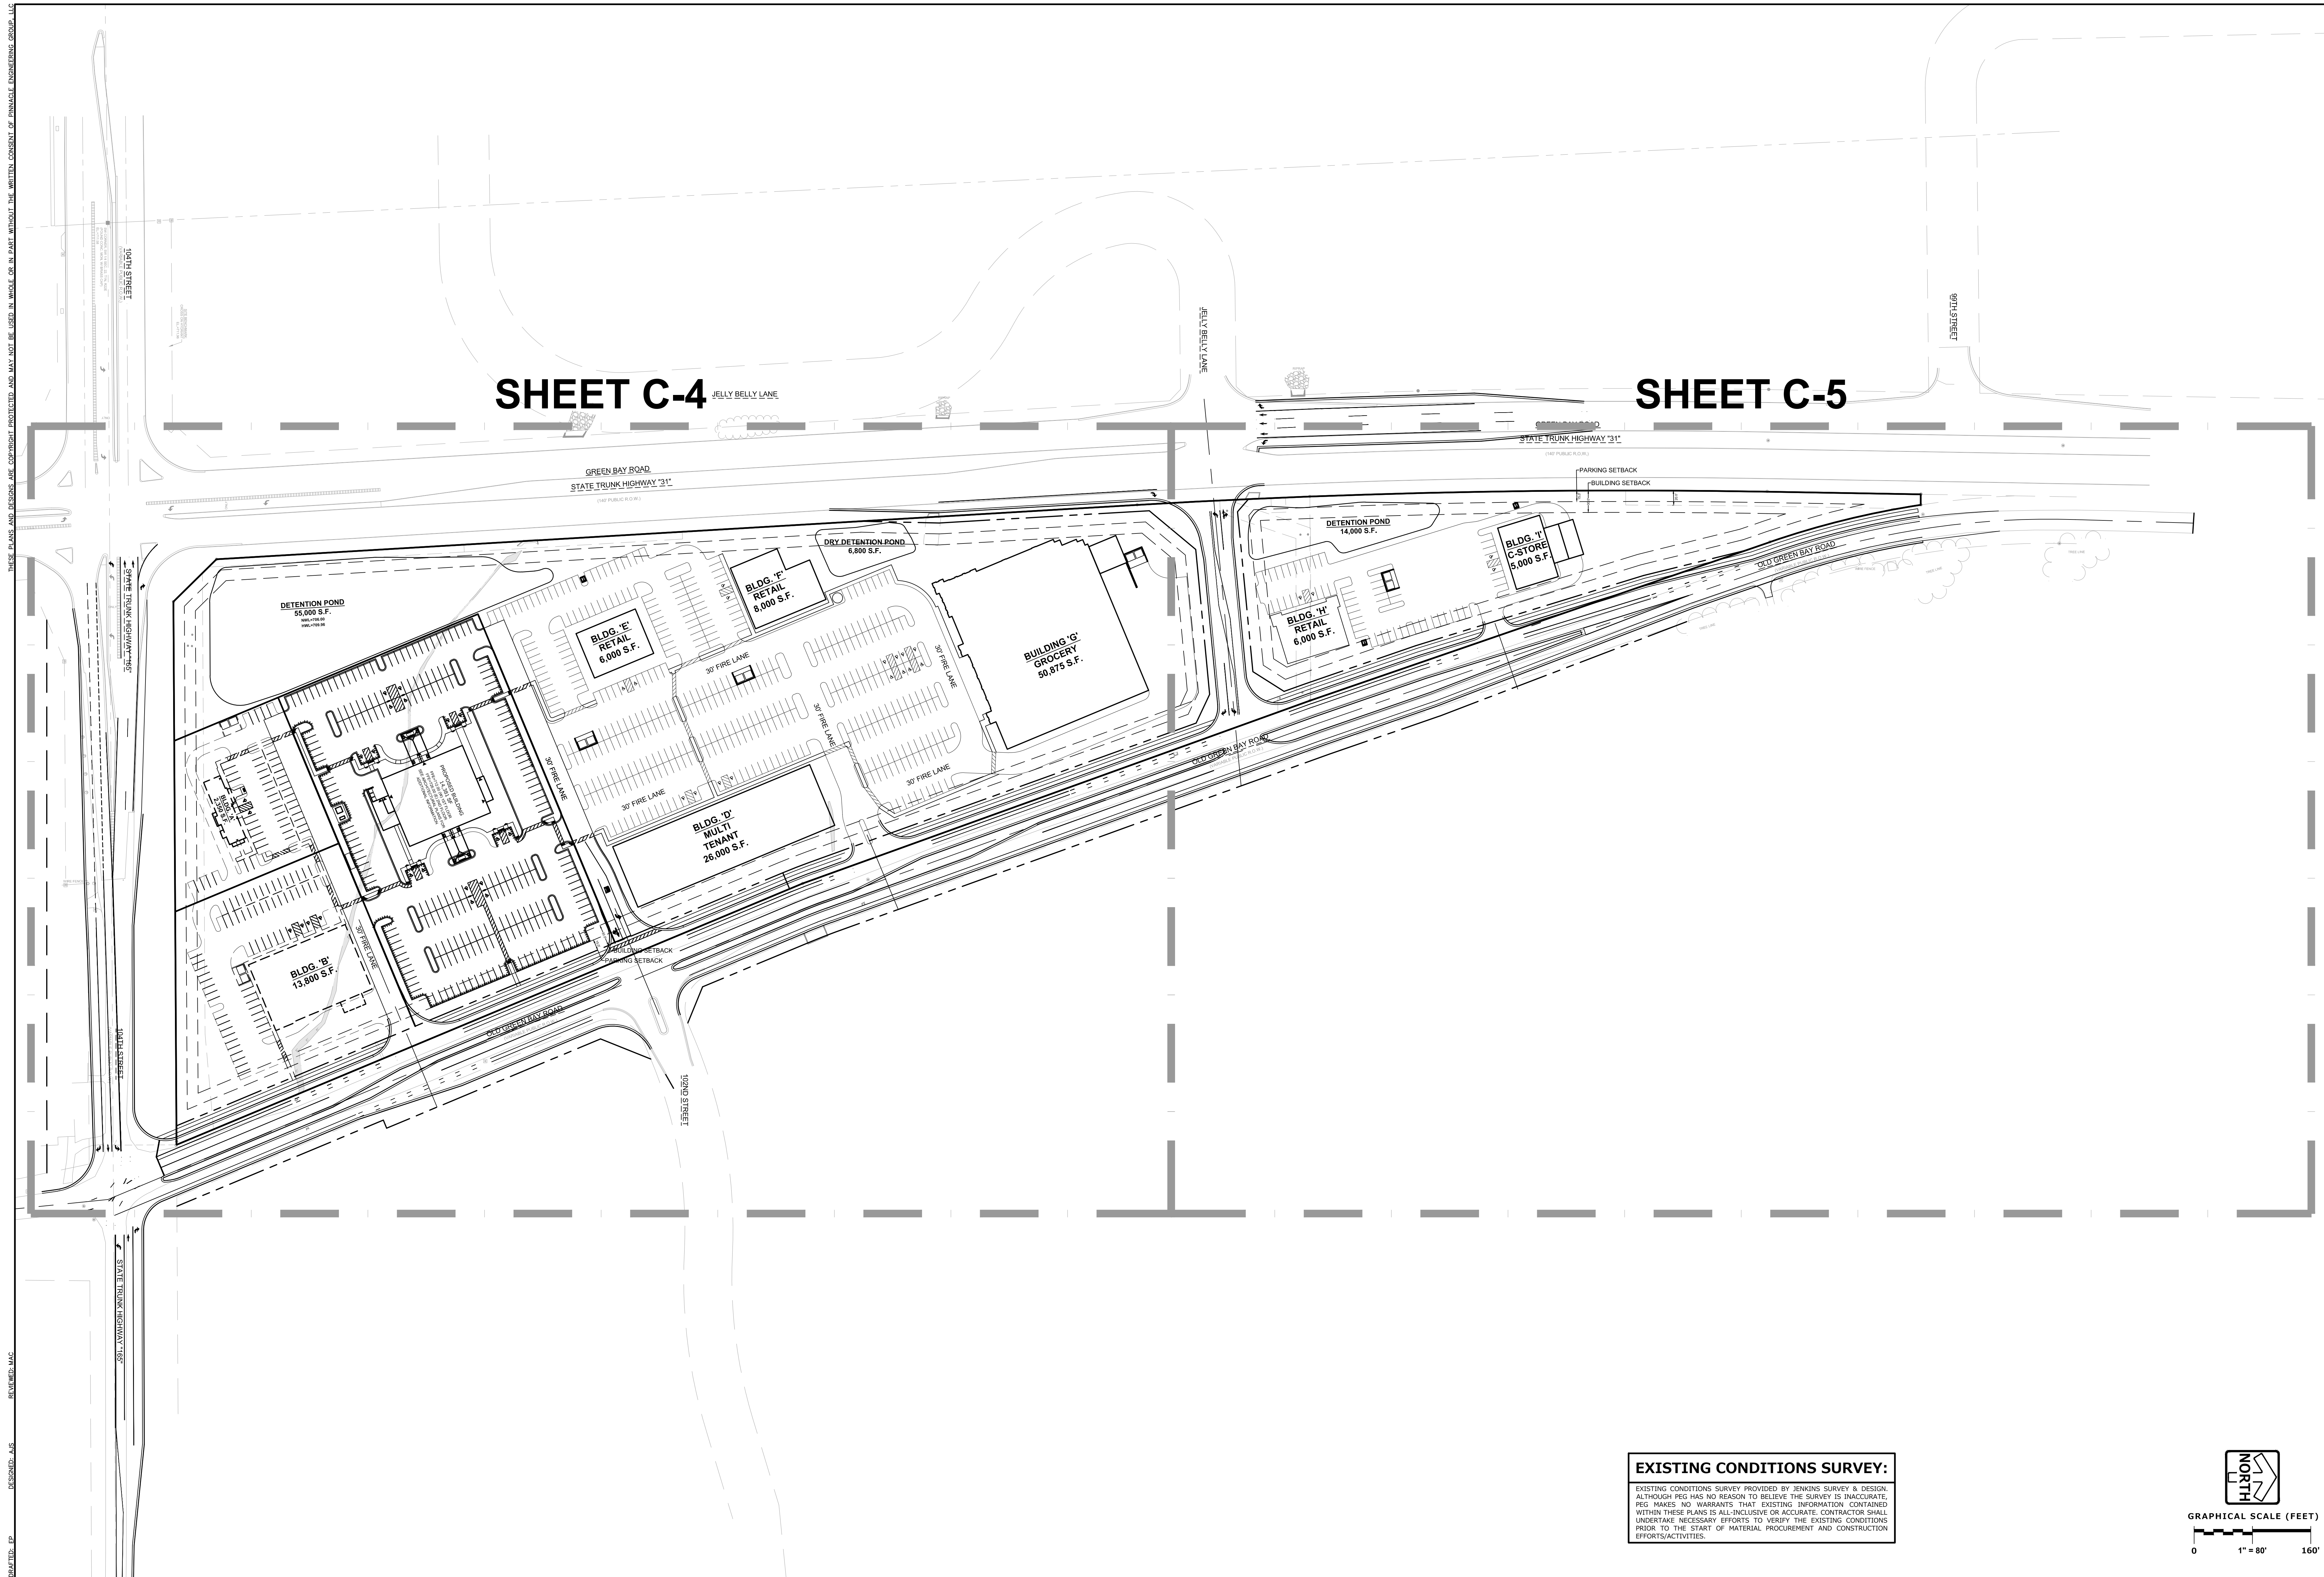 THESE PLANS AND DESIGNS ARE COPYRIGHT PROTECTED AND MAY NOT BE USED IN WHOLE OR IN PART WITHOUT THE WRITTEN CONSENT OF PINNACLE ENGINEERING GROUP, LLC
REVIEWED: MAC
DESIGNED: AJS
DRAFTED: EP
104TH STREET
JELLY BELLY LANE
99TH STREET
SHEET C-4
JELLY BELLY LANE
SHEET C-5
GREEN BAY ROAD
STATE TRUNK HIGHWAY "31"
GREEN BAY ROAD
STATE TRUNK HIGHWAY "31"
PARKING SETBACK
BUILDING SETBACK
STATE TRUNK HIGHWAY "165"
DETENTION POND
55,000 S.F.
DRY DETENTION POND
6,800 S.F.
DETENTION POND
14,000 S.F.
BLDG. 'I'
C-STORE
5,000 S.F.
OLD GREEN BAY ROAD
BLDG. 'F'
RETAIL
8,000 S.F.
BLDG. 'E'
RETAIL
6,000 S.F.
BLDG. 'H'
RETAIL
6,000 S.F.
BUILDING 'G'
GROCERY
50,875 S.F.
30' FIRE LANE
30' FIRE LANE
30' FIRE LANE
30' FIRE LANE
30' FIRE LANE
30' FIRE LANE
OLD GREEN BAY ROAD
BLDG. 'A'
2,350 S.F.
PROPOSED BUILDING
BLDG. 'D'
MULTI
TENANT
26,000 S.F.
30' FIRE LANE
BLDG. 'B'
13,800 S.F.
BUILDING SETBACK
PARKING SETBACK
OLD GREEN BAY ROAD
104TH STREET
102ND STREET
STATE TRUNK HIGHWAY "165"
EXISTING CONDITIONS SURVEY:
EXISTING CONDITIONS SURVEY PROVIDED BY JENKINS SURVEY & DESIGN.
ALTHOUGH PEG HAS NO REASON TO BELIEVE THE SURVEY IS INACCURATE,
PEG MAKES NO WARRANTS THAT EXISTING INFORMATION CONTAINED
WITHIN THESE PLANS IS ALL-INCLUSIVE OR ACCURATE. CONTRACTOR SHALL
UNDERTAKE NECESSARY EFFORTS TO VERIFY THE EXISTING CONDITIONS
PRIOR TO THE START OF MATERIAL PROCUREMENT AND CONSTRUCTION
EFFORTS/ACTIVITIES.
NORTH
GRAPHICAL SCALE (FEET)
0 1" = 80' 160'